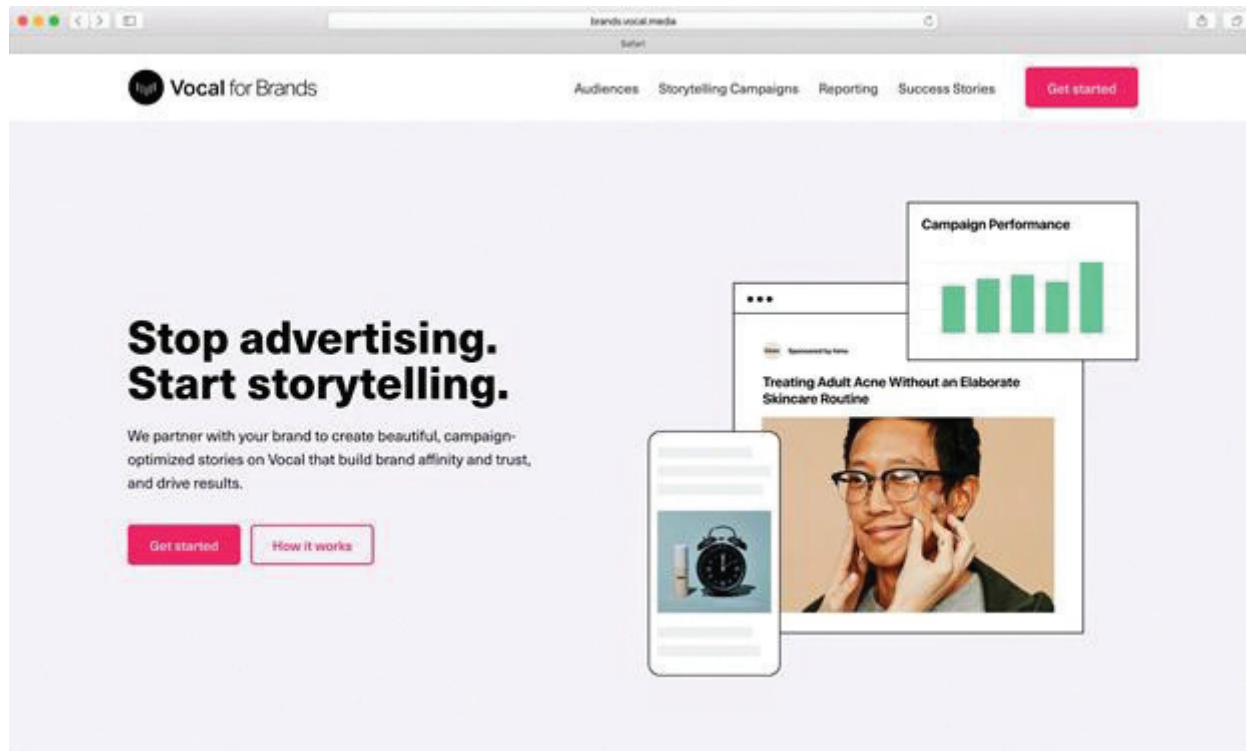 brands.vocal.media
Safari
Vocal for Brands
Audiences Storytelling Campaigns Reporting Success Stories Get started
Campaign Performance
Stop advertising.
Start storytelling.
Sponsored by
Treating Adult Acne Without an Elaborate
Skincare Routine
We partner with your brand to create beautiful, campaign-
optimized stories on Vocal that build brand affinity and trust,
and drive results.
Get started How it works